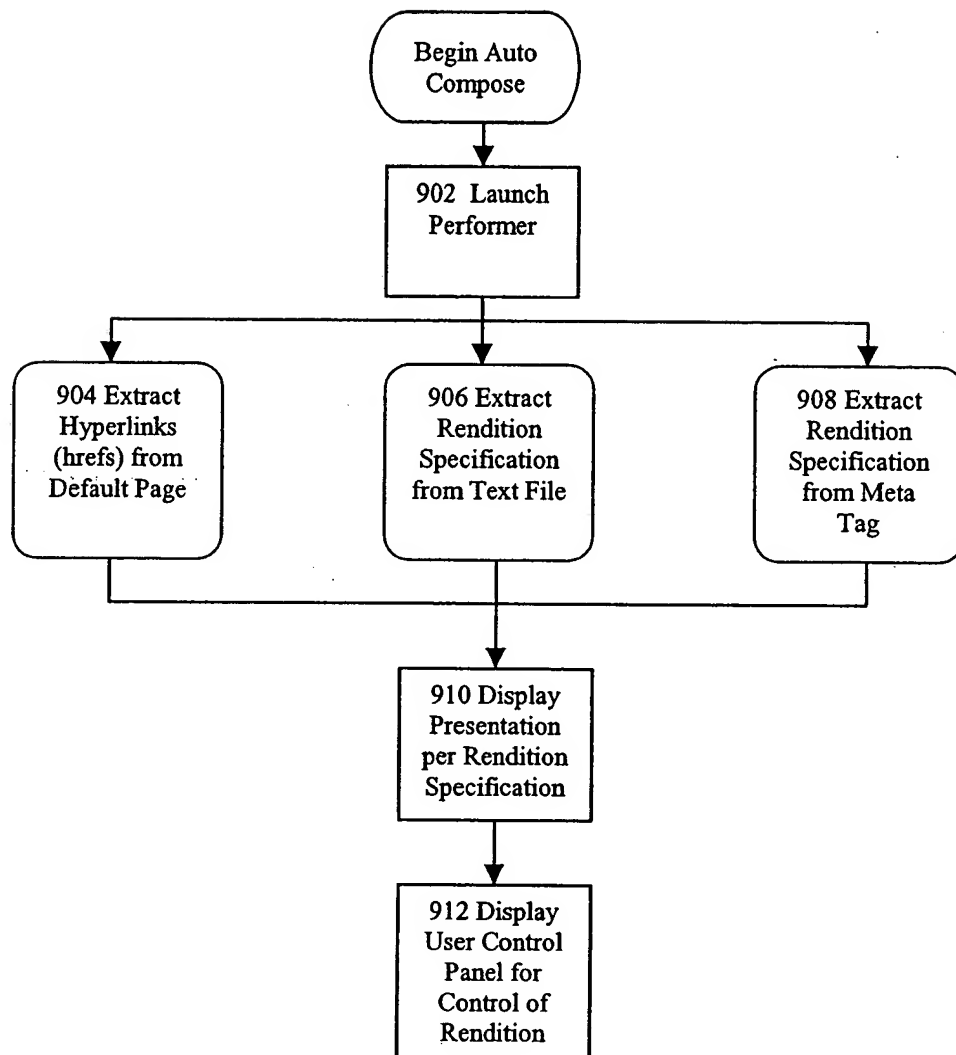 Begin Auto
Compose
902 Launch
Performer
904 Extract
Hyperlinks
(hrefs) from
Default Page
906 Extract
Rendition
Specification
from Text File
908 Extract
Rendition
Specification
from Meta
Tag
910 Display
Presentation
per Rendition
Specification
912 Display
User Control
Panel for
Control of
Rendition